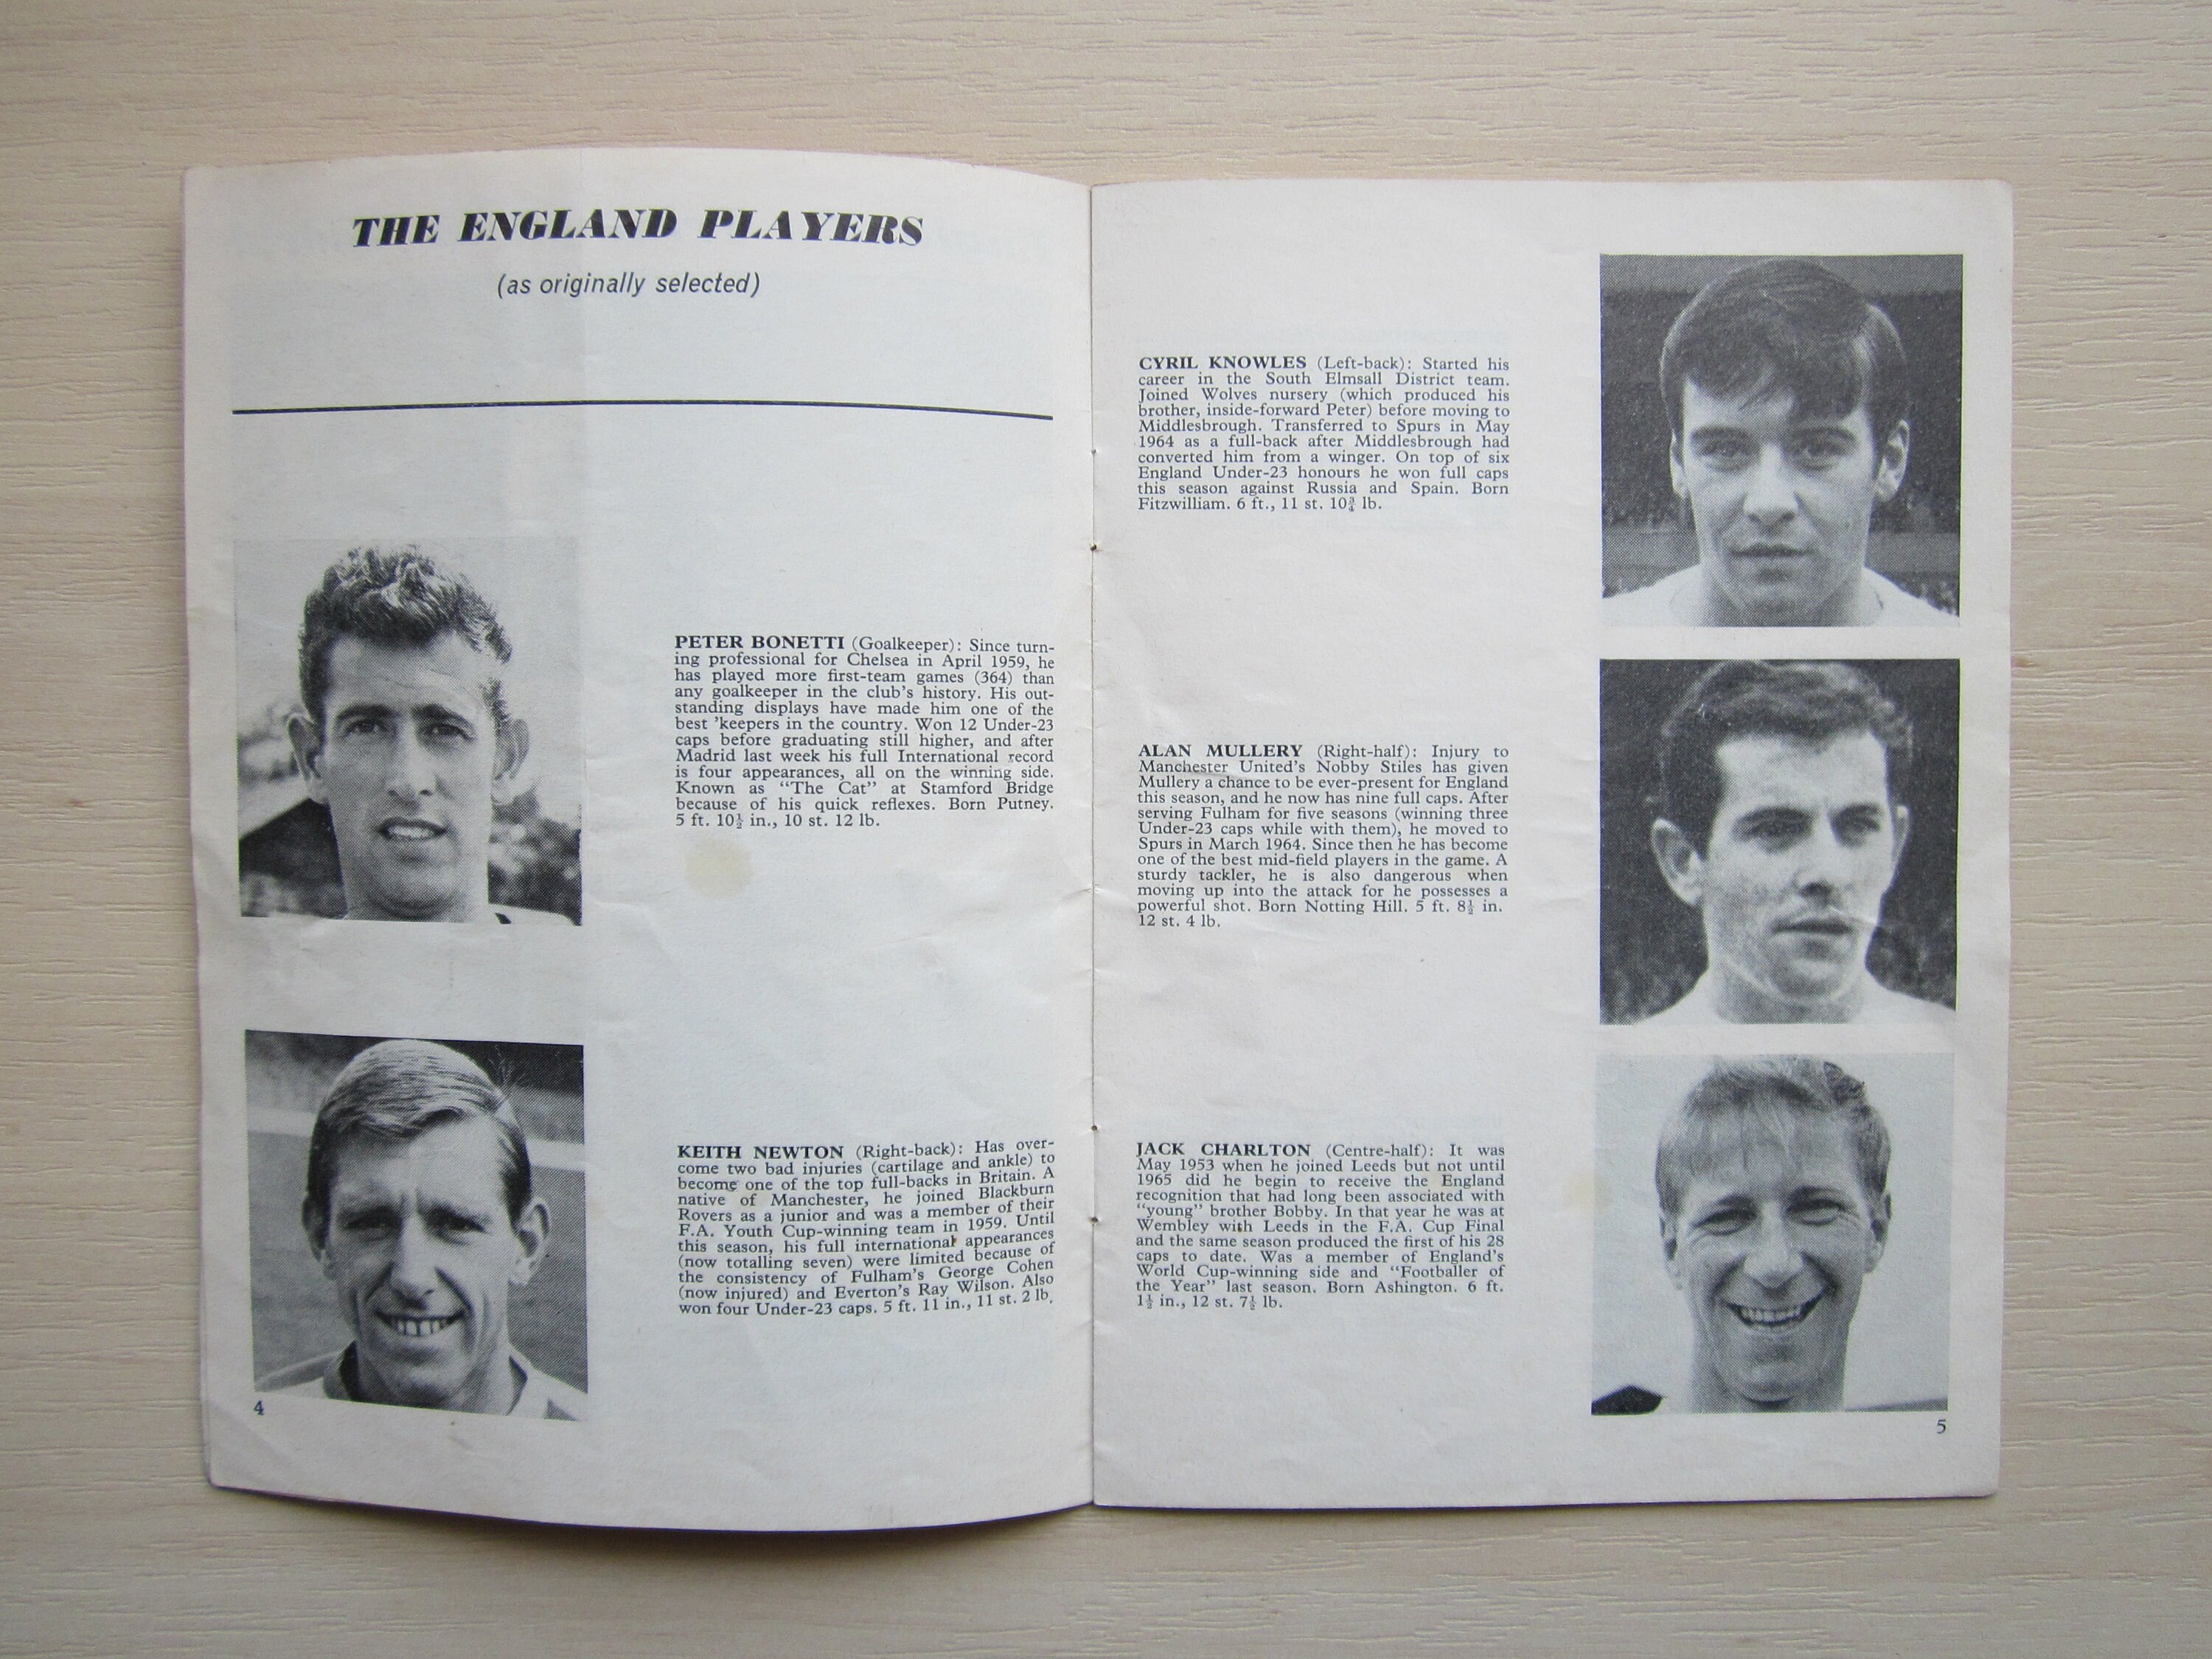 THE ENGLAND PLAYERS
(as originally selected)
PETER BONETTI (Goalkeeper): Since turn-
ing professional for Chelsea in April 1959, he
has played more first-team games (364) than
any goalkeeper in the club's history. His out-
standing displays have made him one of the
best 'keepers in the country. Won 12 Under-23
caps before graduating still higher, and after
Madrid last week his full International record
is four appearances, all on the winning side.
Known as "The Cat" at Stamford Bridge
because of his quick reflexes. Born Putney.
5 ft. 10½ in., 10 st. 12 lb.
KEITH NEWTON (Right-back): Has over-
come two bad injuries (cartilage and ankle) to
become one of the top full-backs in Britain. A
native of Manchester, he joined Blackburn
Rovers as a junior and was a member of their
F.A. Youth Cup-winning team in 1959. Until
this season, his full international appearances
(now totalling seven) were limited because of
the consistency of Fulham's George Cohen
(now injured) and Everton's Ray Wilson. Also
won four Under-23 caps. 5 ft. 11 in., 11 st. 2 lb.
4
CYRIL KNOWLES (Left-back): Started his
career in the South Elmsall District team.
Joined Wolves nursery (which produced his
brother, inside-forward Peter) before moving to
Middlesbrough. Transferred to Spurs in May
1964 as a full-back after Middlesbrough had
converted him from a winger. On top of six
England Under-23 honours he won full caps
this season against Russia and Spain. Born
Fitzwilliam. 6 ft., 11 st. 10¾ lb.
ALAN MULLERY (Right-half): Injury to
Manchester United's Nobby Stiles has given
Mullery a chance to be ever-present for England
this season, and he now has nine full caps. After
serving Fulham for five seasons (winning three
Under-23 caps while with them), he moved to
Spurs in March 1964. Since then he has become
one of the best mid-field players in the game. A
sturdy tackler, he is also dangerous when
moving up into the attack for he possesses a
powerful shot. Born Notting Hill. 5 ft. 8½ in.
12 st. 4 lb.
JACK CHARLTON (Centre-half): It was
May 1953 when he joined Leeds but not until
1965 did he begin to receive the England
recognition that had long been associated with
"young" brother Bobby. In that year he was at
Wembley with Leeds in the F.A. Cup Final
and the same season produced the first of his 28
caps to date. Was a member of England's
World Cup-winning side and "Footballer of
the Year" last season. Born Ashington. 6 ft.
1½ in., 12 st. 7½ lb.
5